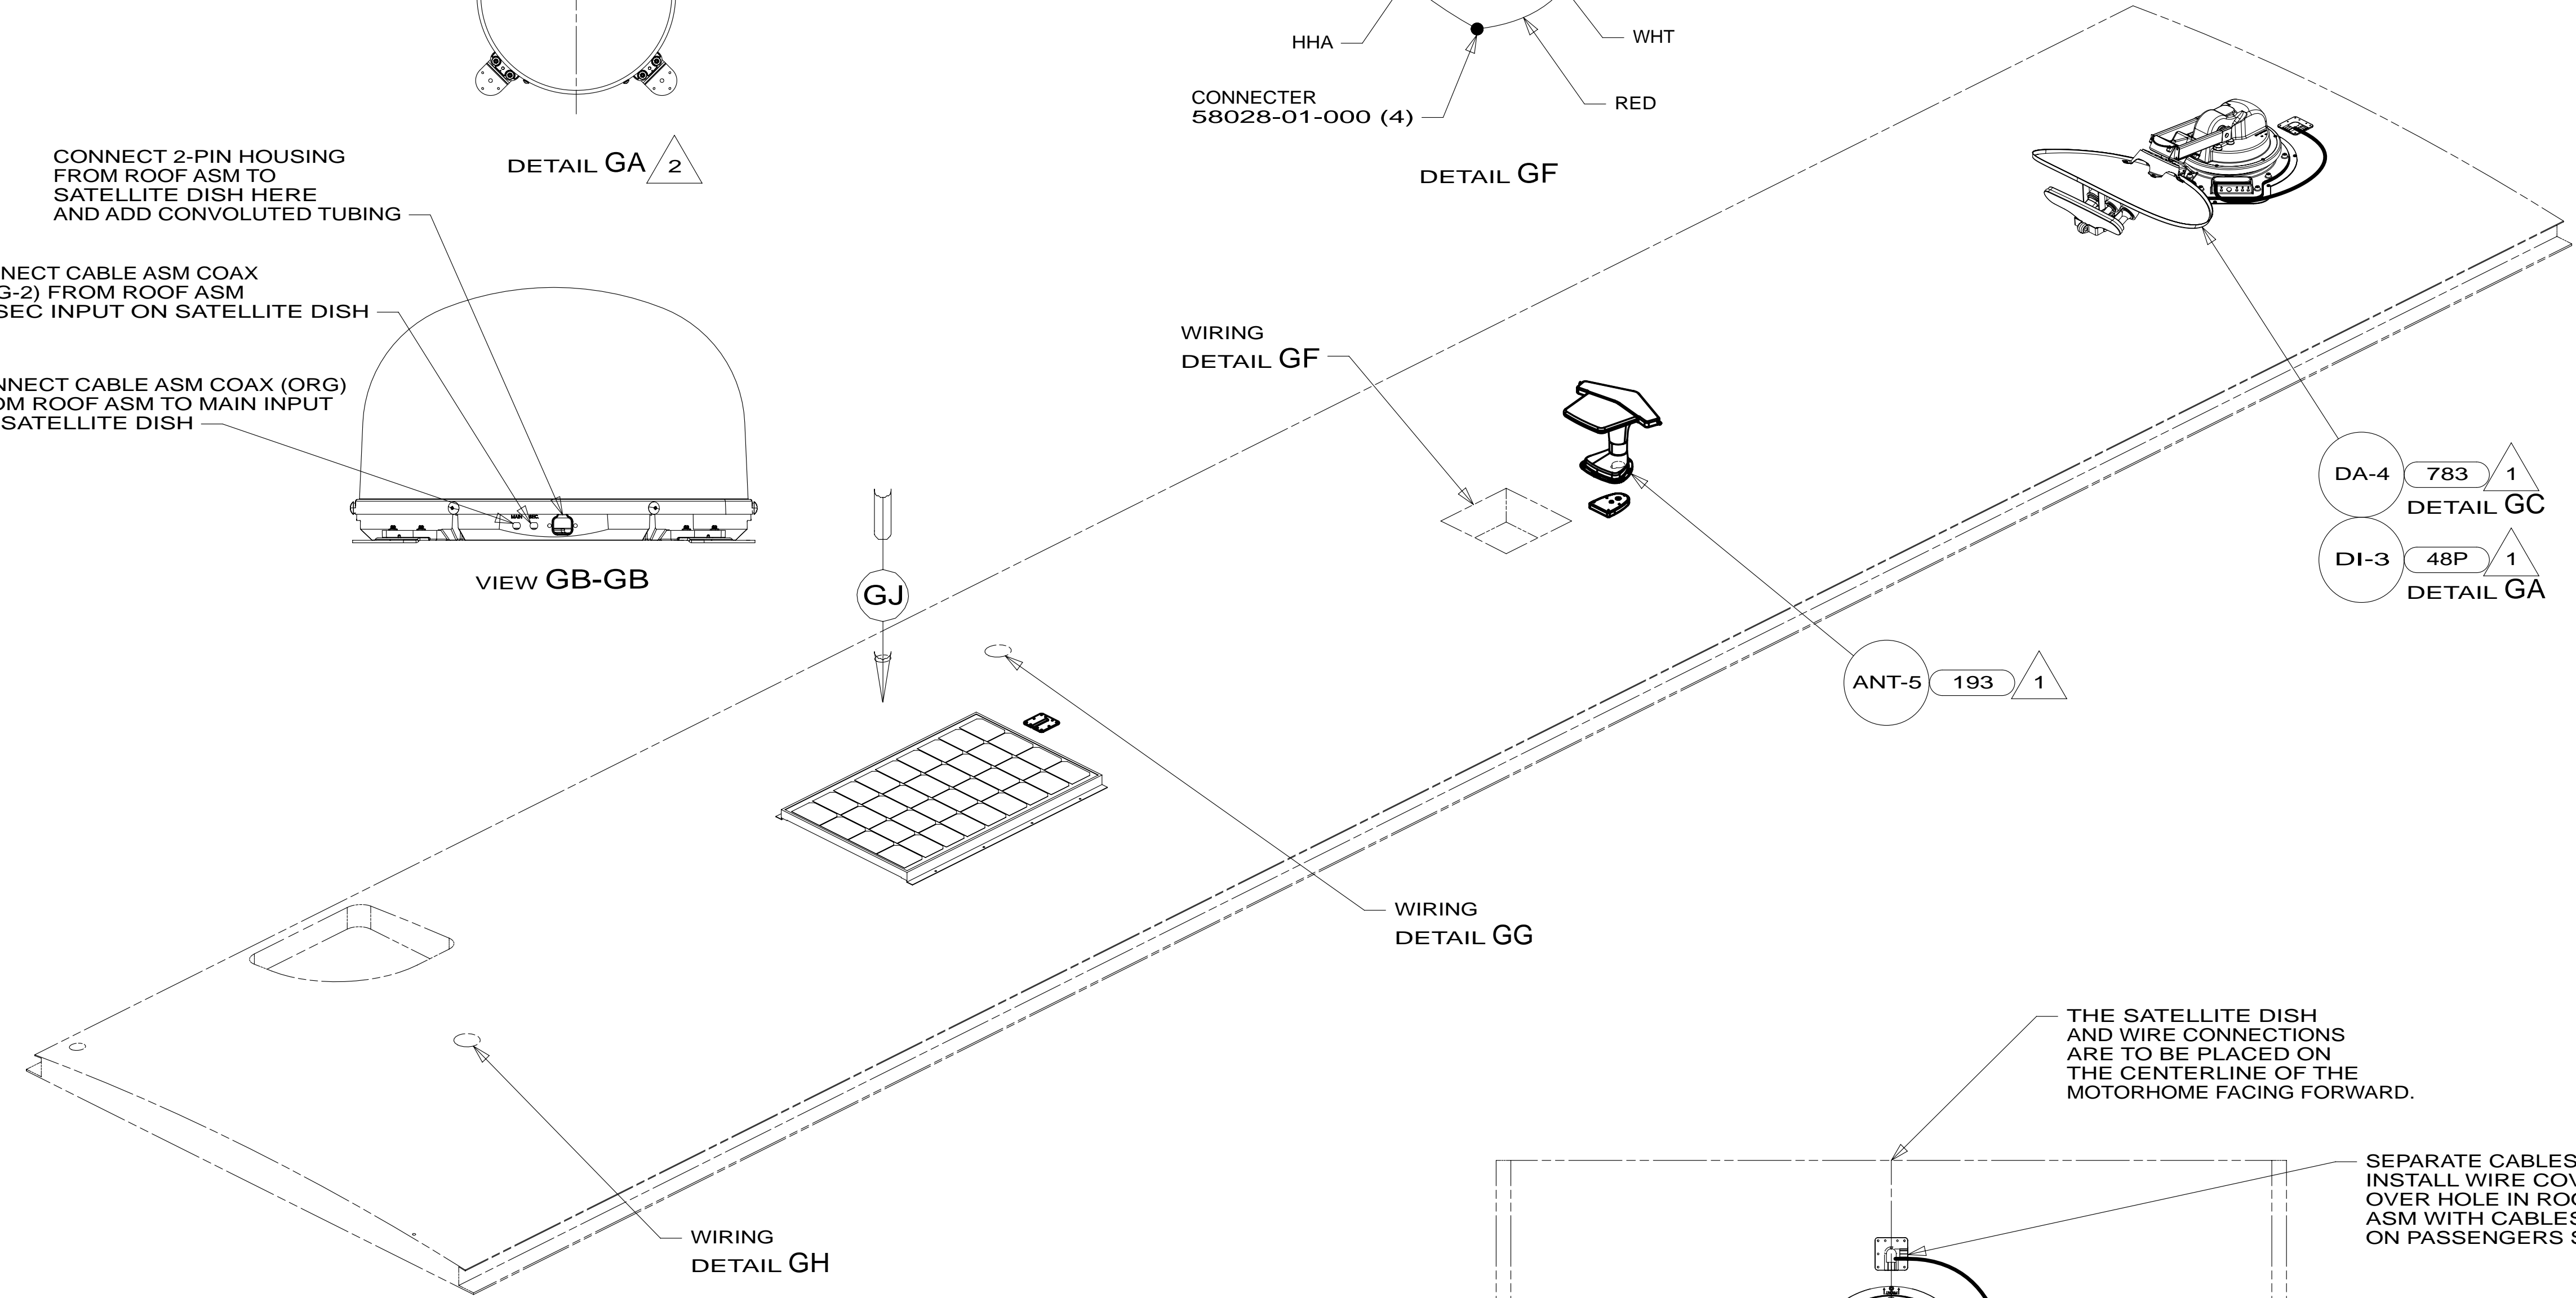 HHA
WHT
CONNECTER
58028-01-000 (4)
RED
DETAIL GF
DETAIL GA 2
CONNECT 2-PIN HOUSING
FROM ROOF ASM TO
SATELLITE DISH HERE
AND ADD CONVOLUTED TUBING
NNECT CABLE ASM COAX
G-2) FROM ROOF ASM
SEC INPUT ON SATELLITE DISH
NNECT CABLE ASM COAX (ORG)
OM ROOF ASM TO MAIN INPUT
SATELLITE DISH
MAIN SEC.
VIEW GB-GB
WIRING
DETAIL GF
GJ
DA-4 783 1
DETAIL GC
DI-3 48P 1
DETAIL GA
ANT-5 193 1
WIRING
DETAIL GG
WIRING
DETAIL GH
THE SATELLITE DISH
AND WIRE CONNECTIONS
ARE TO BE PLACED ON
THE CENTERLINE OF THE
MOTORHOME FACING FORWARD.
SEPARATE CABLES
INSTALL WIRE COV
OVER HOLE IN ROO
ASM WITH CABLES
ON PASSENGERS S